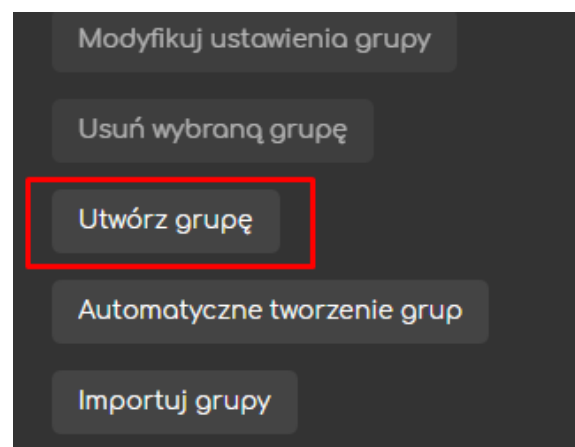 Modyfikuj ustawienia grupy
Usuń wybraną grupę
Utwórz grupę
Automatyczne tworzenie grup
Importuj grupy